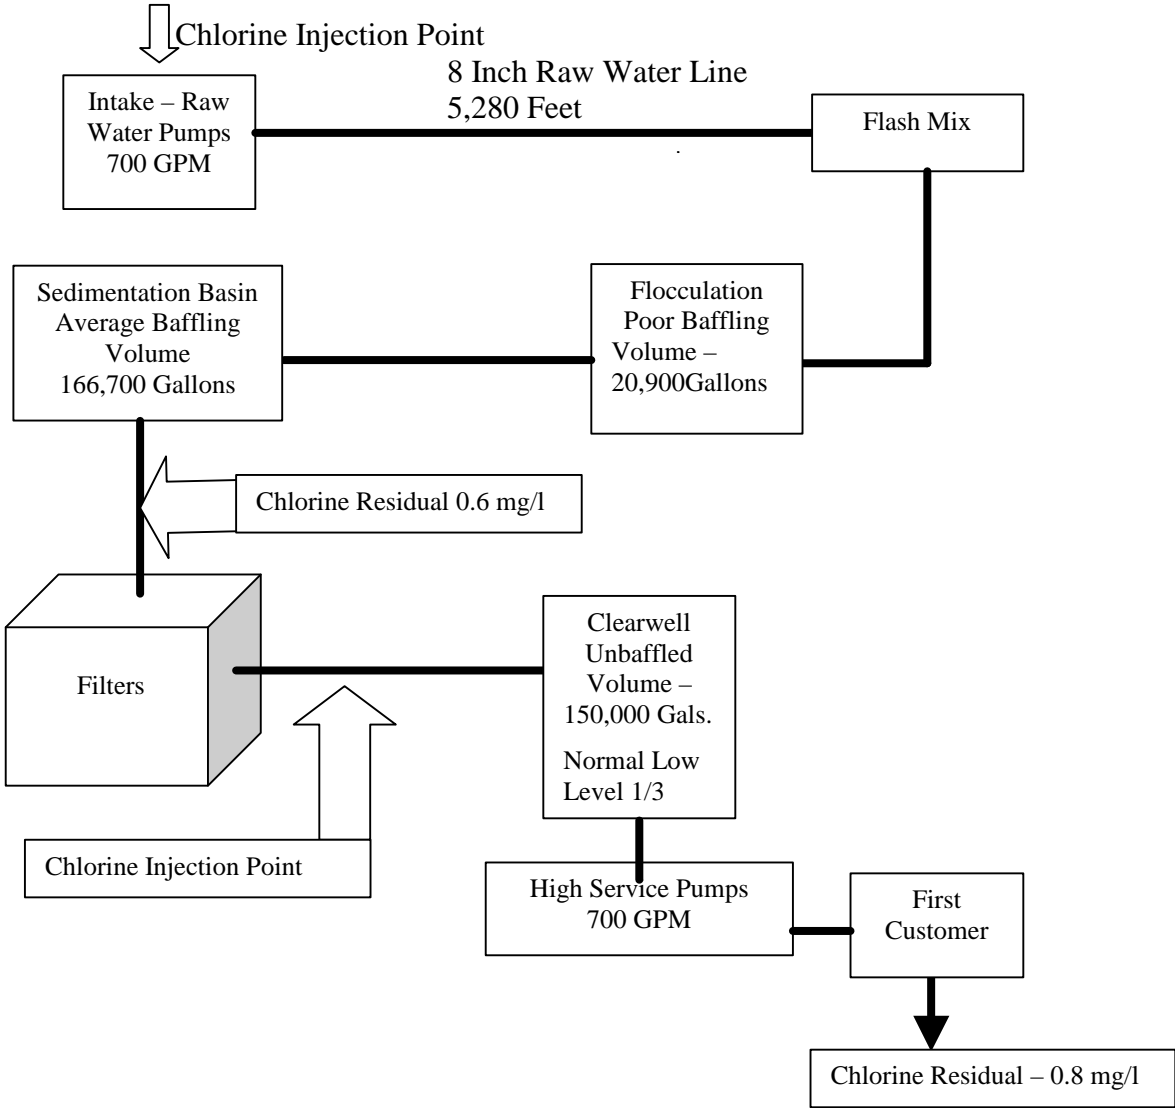 Chlorine Injection Point
8 Inch Raw Water Line
5,280 Feet
Intake – Raw
Water Pumps
700 GPM
Flash Mix
Sedimentation Basin
Average Baffling
Volume
166,700 Gallons
Flocculation
Poor Baffling
Volume –
20,900Gallons
Chlorine Residual 0.6 mg/l
Filters
Clearwell
Unbaffled
Volume –
150,000 Gals.
Normal Low
Level 1/3
Chlorine Injection Point
High Service Pumps
700 GPM
First
Customer
Chlorine Residual – 0.8 mg/l